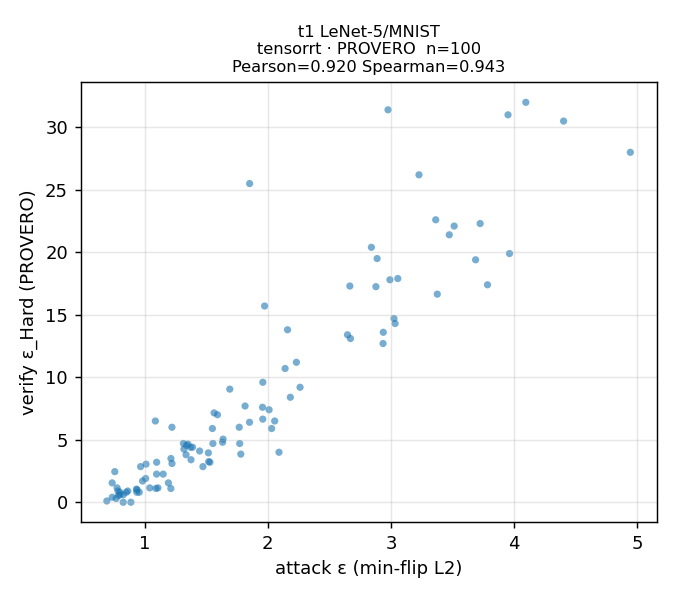 t1 LeNet-5/MNIST
tensorrt · PROVERO  n=100
Pearson=0.920 Spearman=0.943
30
25
20
15
10
5
0
verify ε_Hard (PROVERO)
1
2
3
4
5
attack ε (min-flip L2)